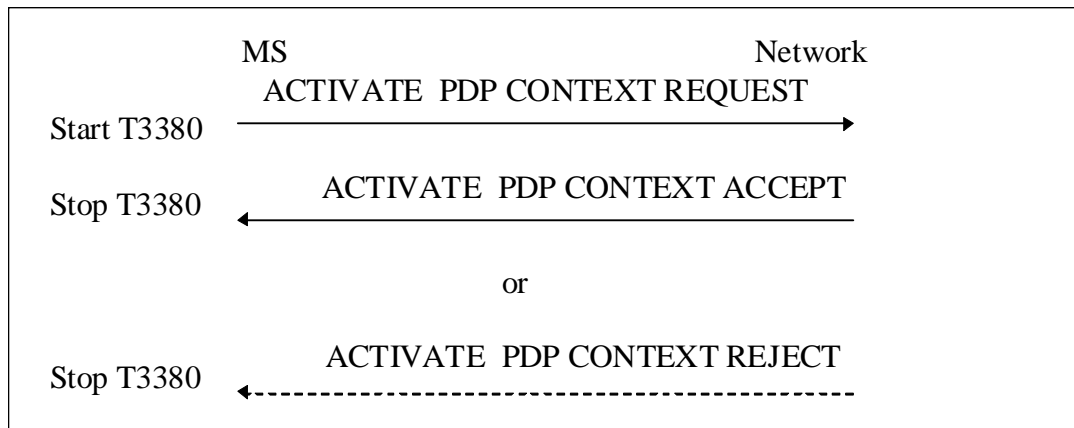 MS Network
ACTIVATE PDP CONTEXT REQUEST
Start T3380
ACTIVATE PDP CONTEXT ACCEPT
Stop T3380
or
ACTIVATE PDP CONTEXT REJECT
Stop T3380